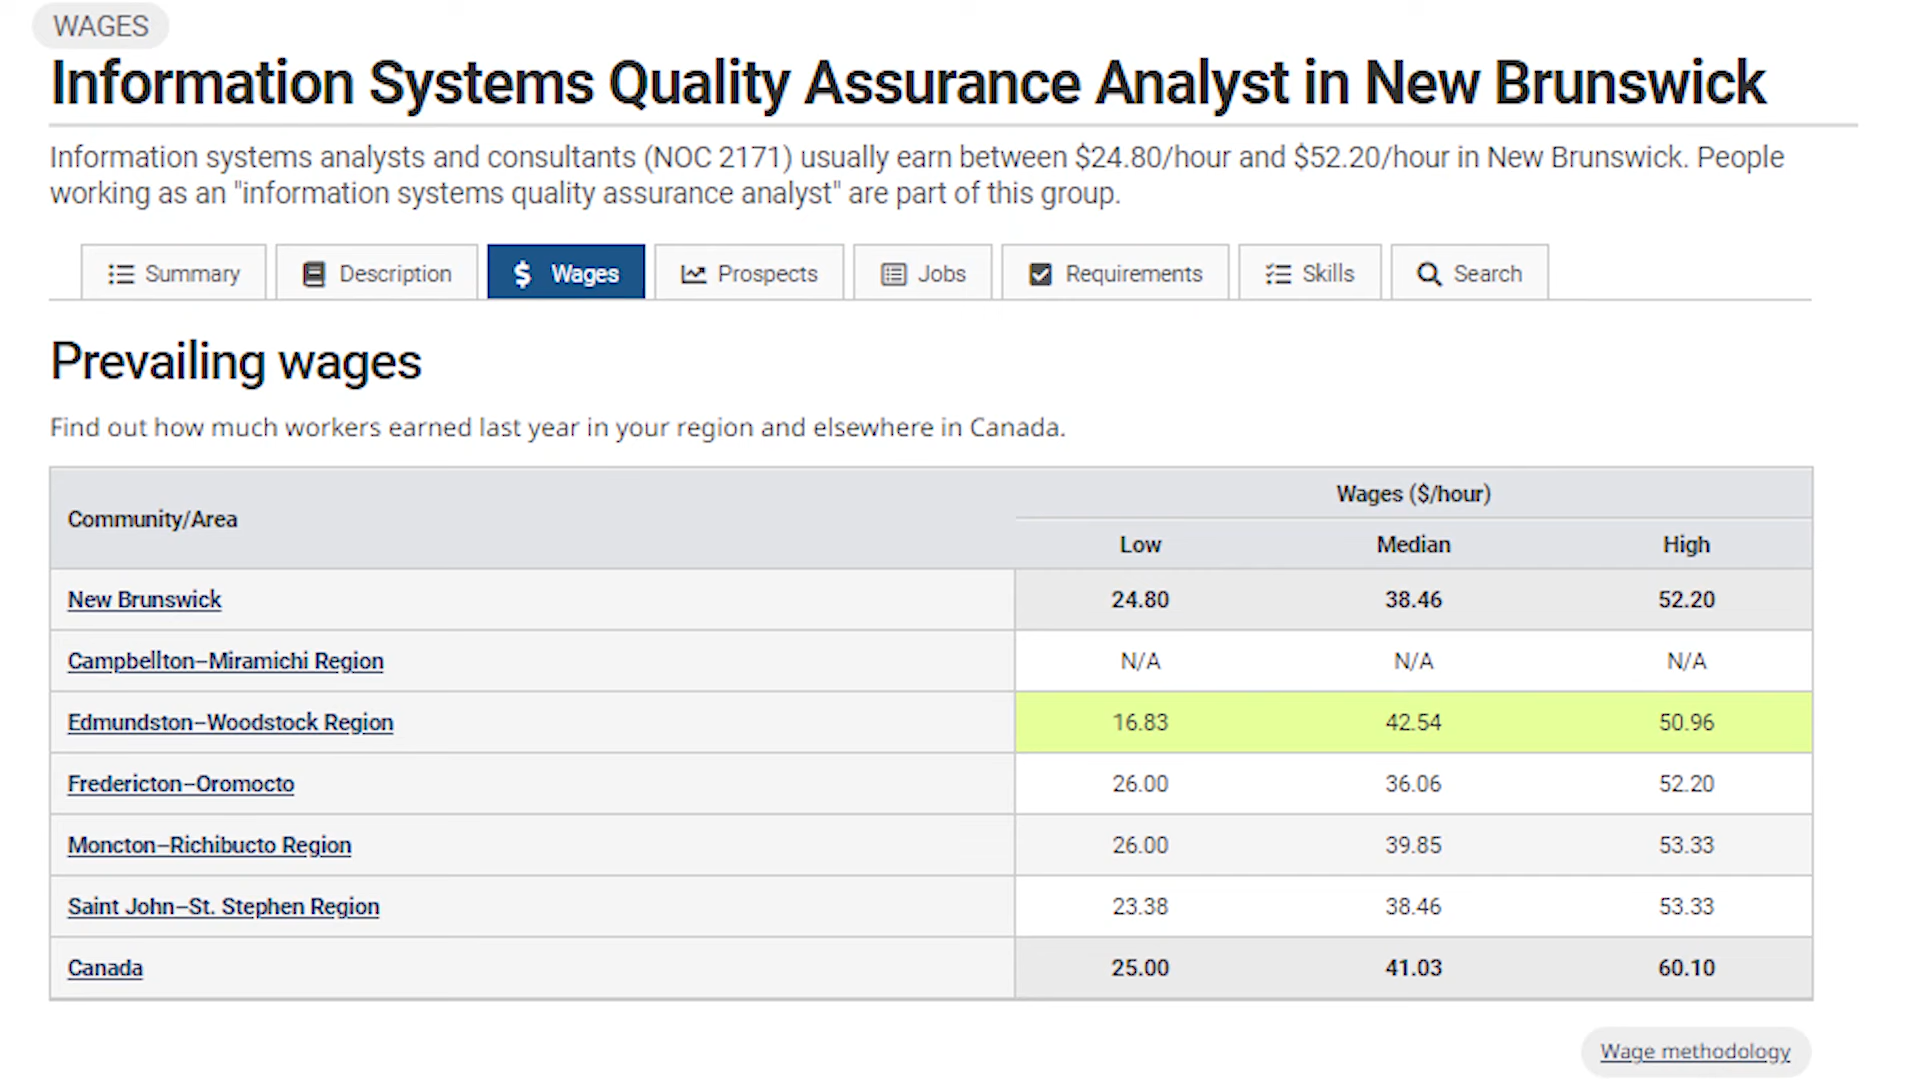 WAGES
Information Systems Quality Assurance Analyst in New Brunswick
Information systems analysts and consultants (NOC 2171) usually earn between $24.80/hour and $52.20/hour in New Brunswick. People
working as an "information systems quality assurance analyst" are part of this group.
Summary Description Wages Prospects Jobs Requirements Skills Search
Prevailing wages
Find out how much workers earned last year in your region and elsewhere in Canada.
Community/Area Wages ($/hour)
Low Median High
New Brunswick 24.80 38.46 52.20
Campbellton–Miramichi Region N/A N/A N/A
Edmundston–Woodstock Region 16.83 42.54 50.96
Fredericton–Oromocto 26.00 36.06 52.20
Moncton–Richibucto Region 26.00 39.85 53.33
Saint John–St. Stephen Region 23.38 38.46 53.33
Canada 25.00 41.03 60.10
Wage methodology